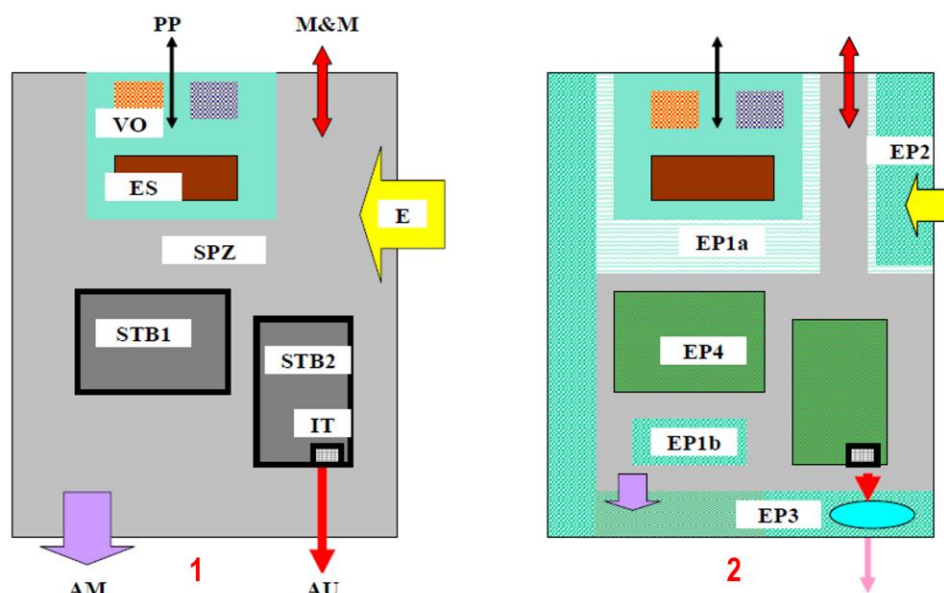 PP
M&M
VO
ES
E
SPZ
STB1
STB2
IT
AM
1
AU
EP2
EP1a
EP4
EP1b
EP3
2